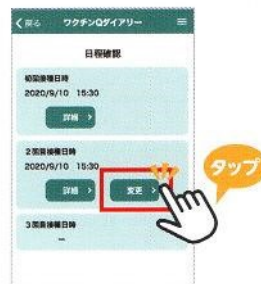 戻る ワクチンQダイアリー
日程確認
初回接種日時
2020/9/10 15:30
詳細
2回目接種日時
2020/9/10 15:30
詳細 変更
タップ
3回目接種日時
ー